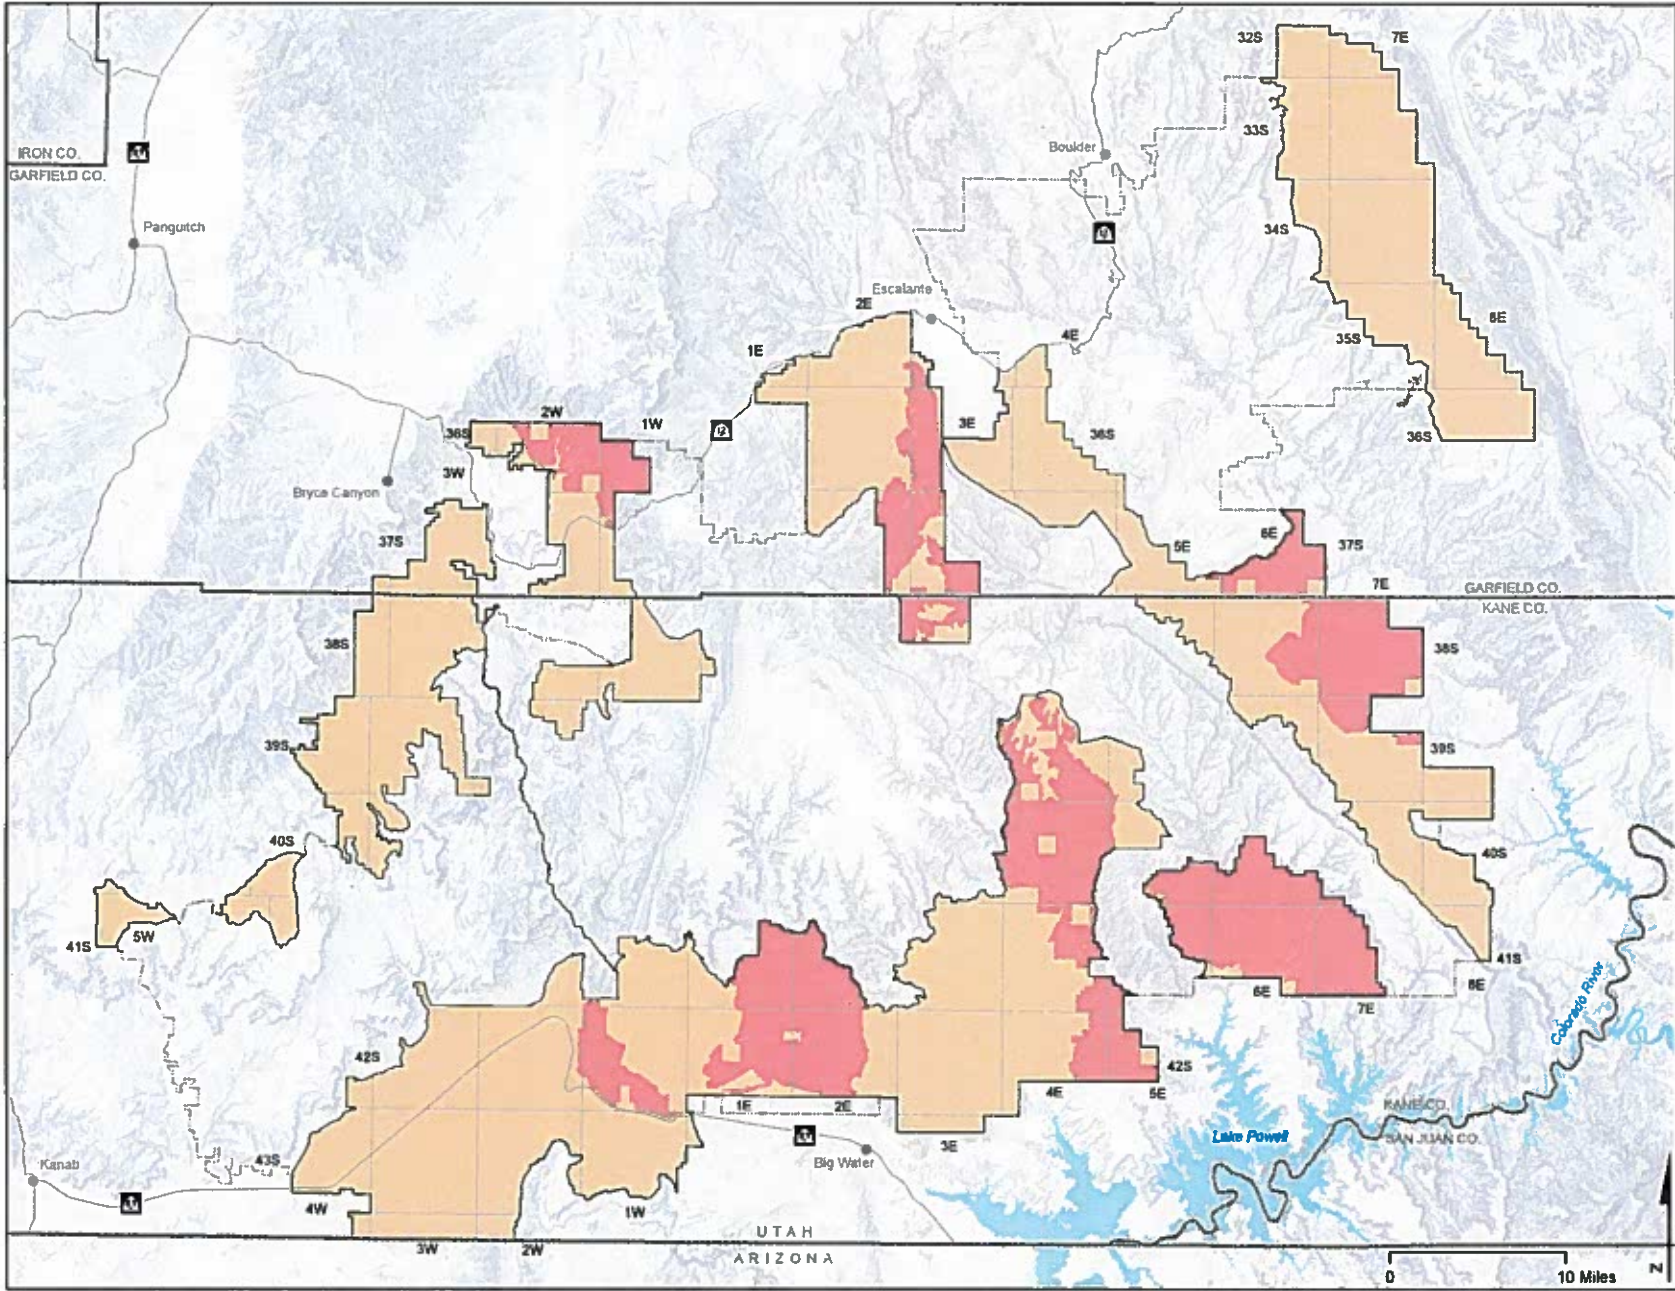 32S
7E
33S
IRON CO.
GARFIELD CO.
Boulder
12
Panguitch
34S
Escalante
2E
6E
35S
4E
1E
2W
1W
12
3E
36S
36S
36S
3W
Bryce Canyon
37S
5E
6E
37S
7E
GARFIELD CO.
KANE CO.
38S
38S
39S
39S
40S
40S
41S
5W
41S
6E
8E
7E
Colorado River
42S
42S
4E
5E
1E
2E
KANE CO.
SAN JUAN CO.
Lake Powell
3E
Big Water
Kanab
43S
4W
1W
UTAH
3W
2W
ARIZONA
0
10 Miles
N